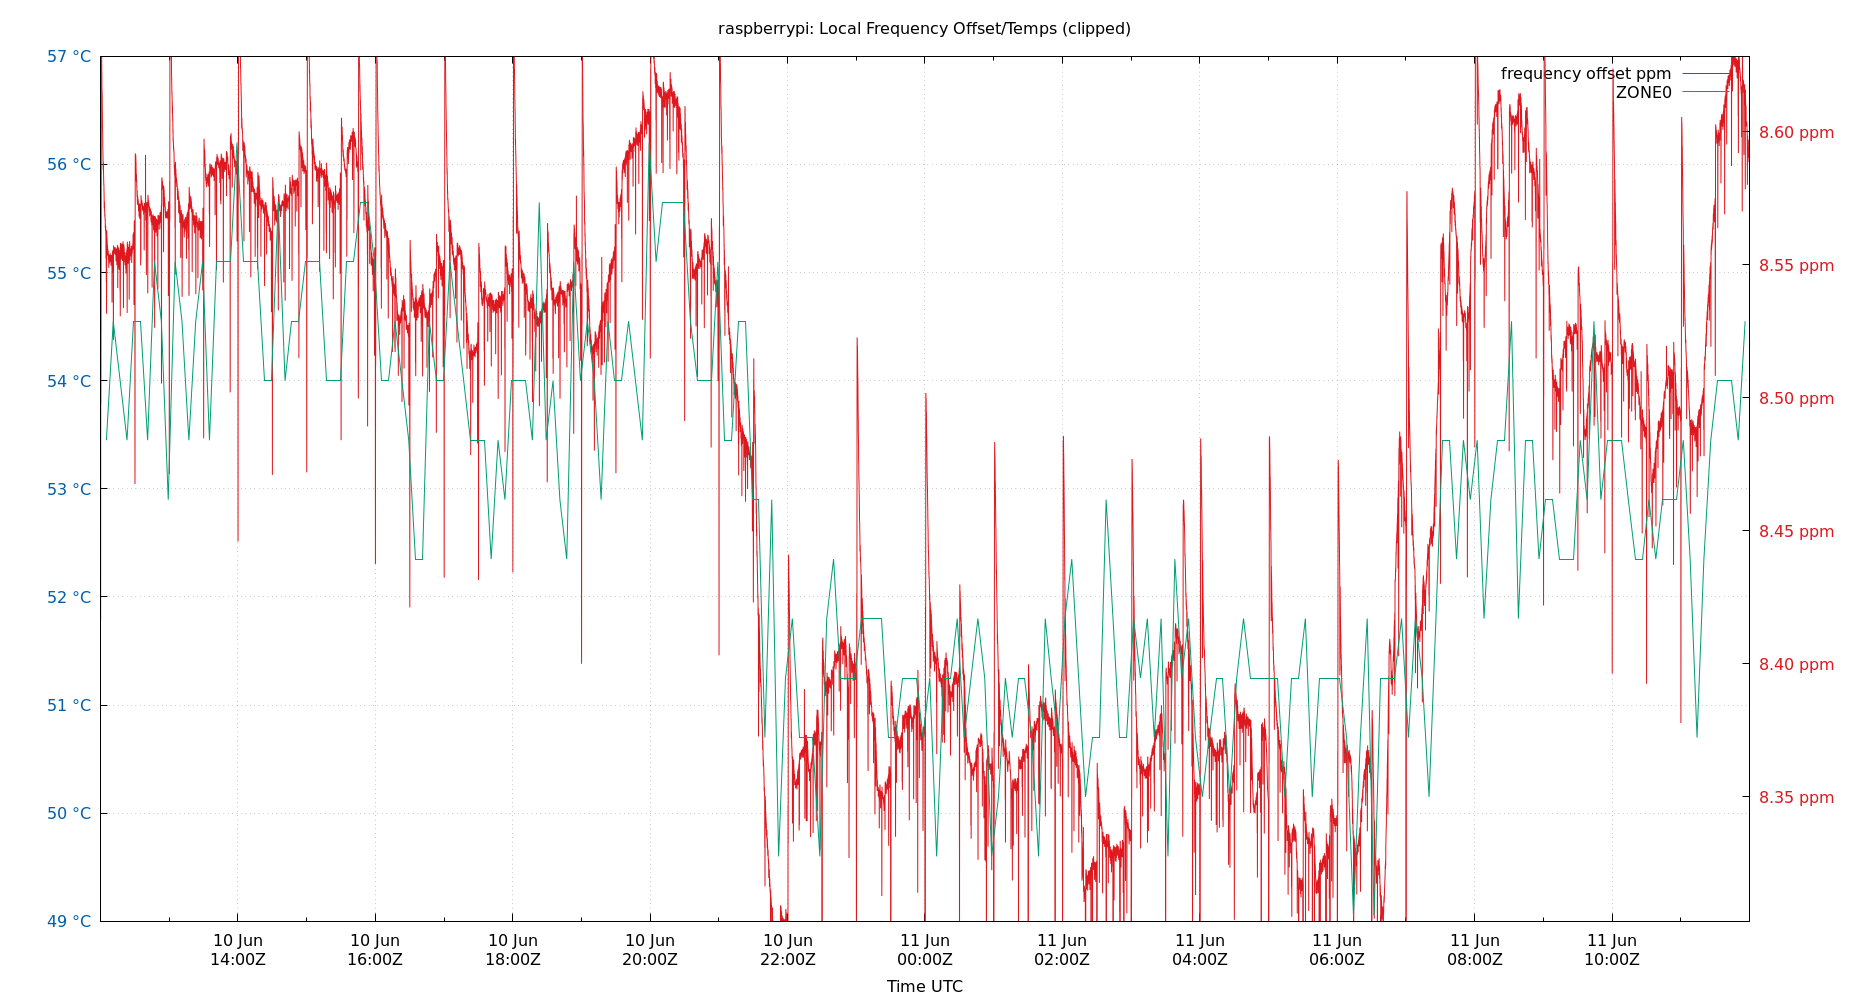 raspberrypi: Local Frequency Offset/Temps (clipped)
frequency offset ppm
ZONE0
57 °C
56 °C
55 °C
54 °C
53 °C
52 °C
51 °C
50 °C
49 °C
8.60 ppm
8.55 ppm
8.50 ppm
8.45 ppm
8.40 ppm
8.35 ppm
10 Jun
14:00Z
10 Jun
16:00Z
10 Jun
18:00Z
10 Jun
20:00Z
10 Jun
22:00Z
11 Jun
00:00Z
11 Jun
02:00Z
11 Jun
04:00Z
11 Jun
06:00Z
11 Jun
08:00Z
11 Jun
10:00Z
Time UTC